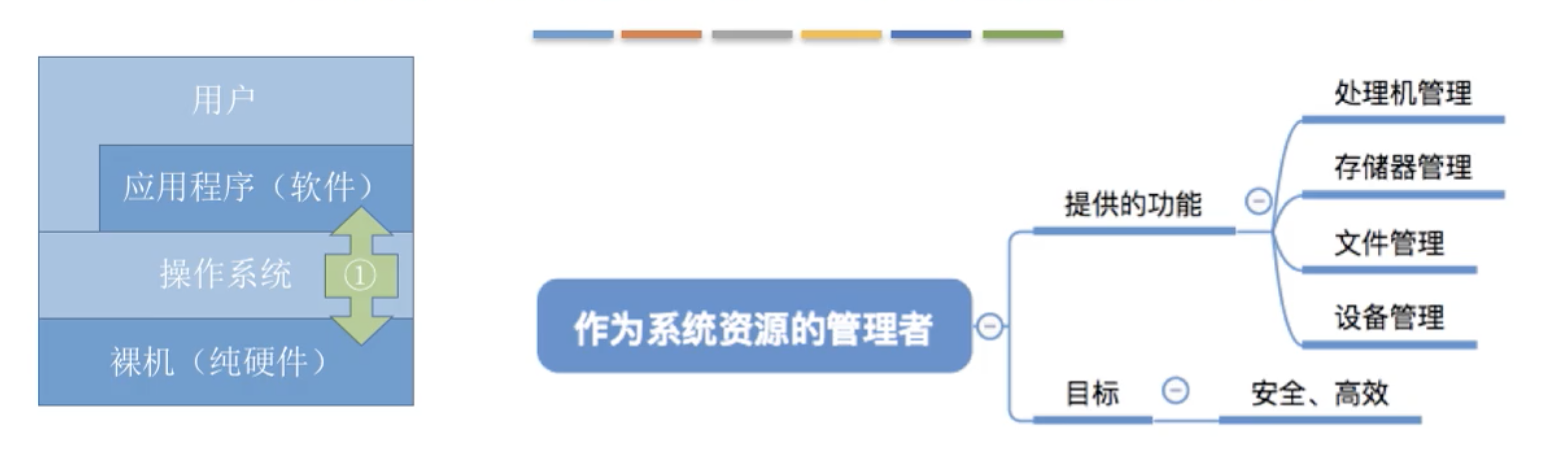 用户
应用程序（软件）
操作系统
①
裸机（纯硬件）
作为系统资源的管理者
提供的功能
处理机管理
存储器管理
文件管理
设备管理
目标
安全、高效